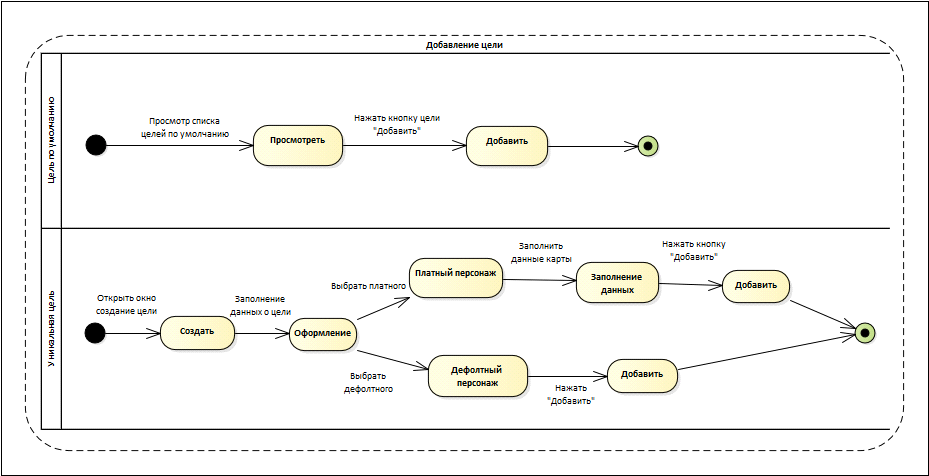 Добавление цели
Цель по умолчанию
Просмотр списка
целей по умолчанию
Просмотреть
Нажать кнопку цели
"Добавить"
Добавить
Уникальная цель
Открыть окно
создание цели
Создать
Заполнение
данных о цели
Оформление
Выбрать платного
Платный персонаж
Заполнить
данные карты
Заполнение
данных
Нажать кнопку
"Добавить"
Добавить
Выбрать
дефолтного
Дефолтный
персонаж
Нажать
"Добавить"
Добавить